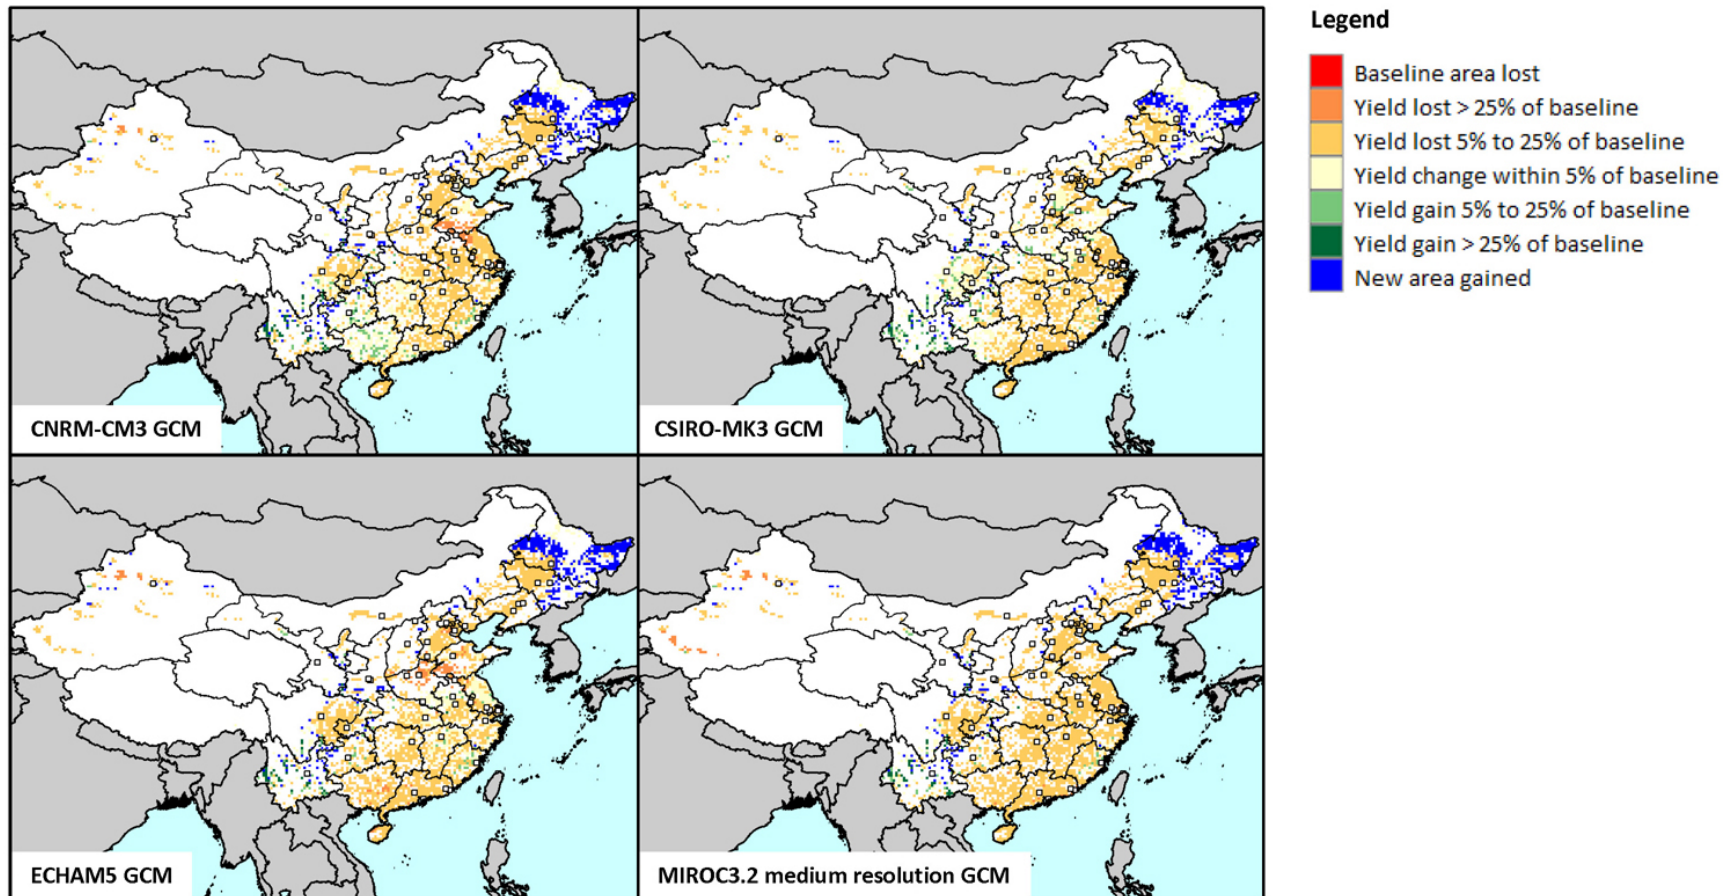 Legend
Baseline area lost
Yield lost > 25% of baseline
Yield lost 5% to 25% of baseline
Yield change within 5% of baseline
Yield gain 5% to 25% of baseline
Yield gain > 25% of baseline
New area gained
CNRM-CM3 GCM
CSIRO-MK3 GCM
ECHAM5 GCM
MIROC3.2 medium resolution GCM